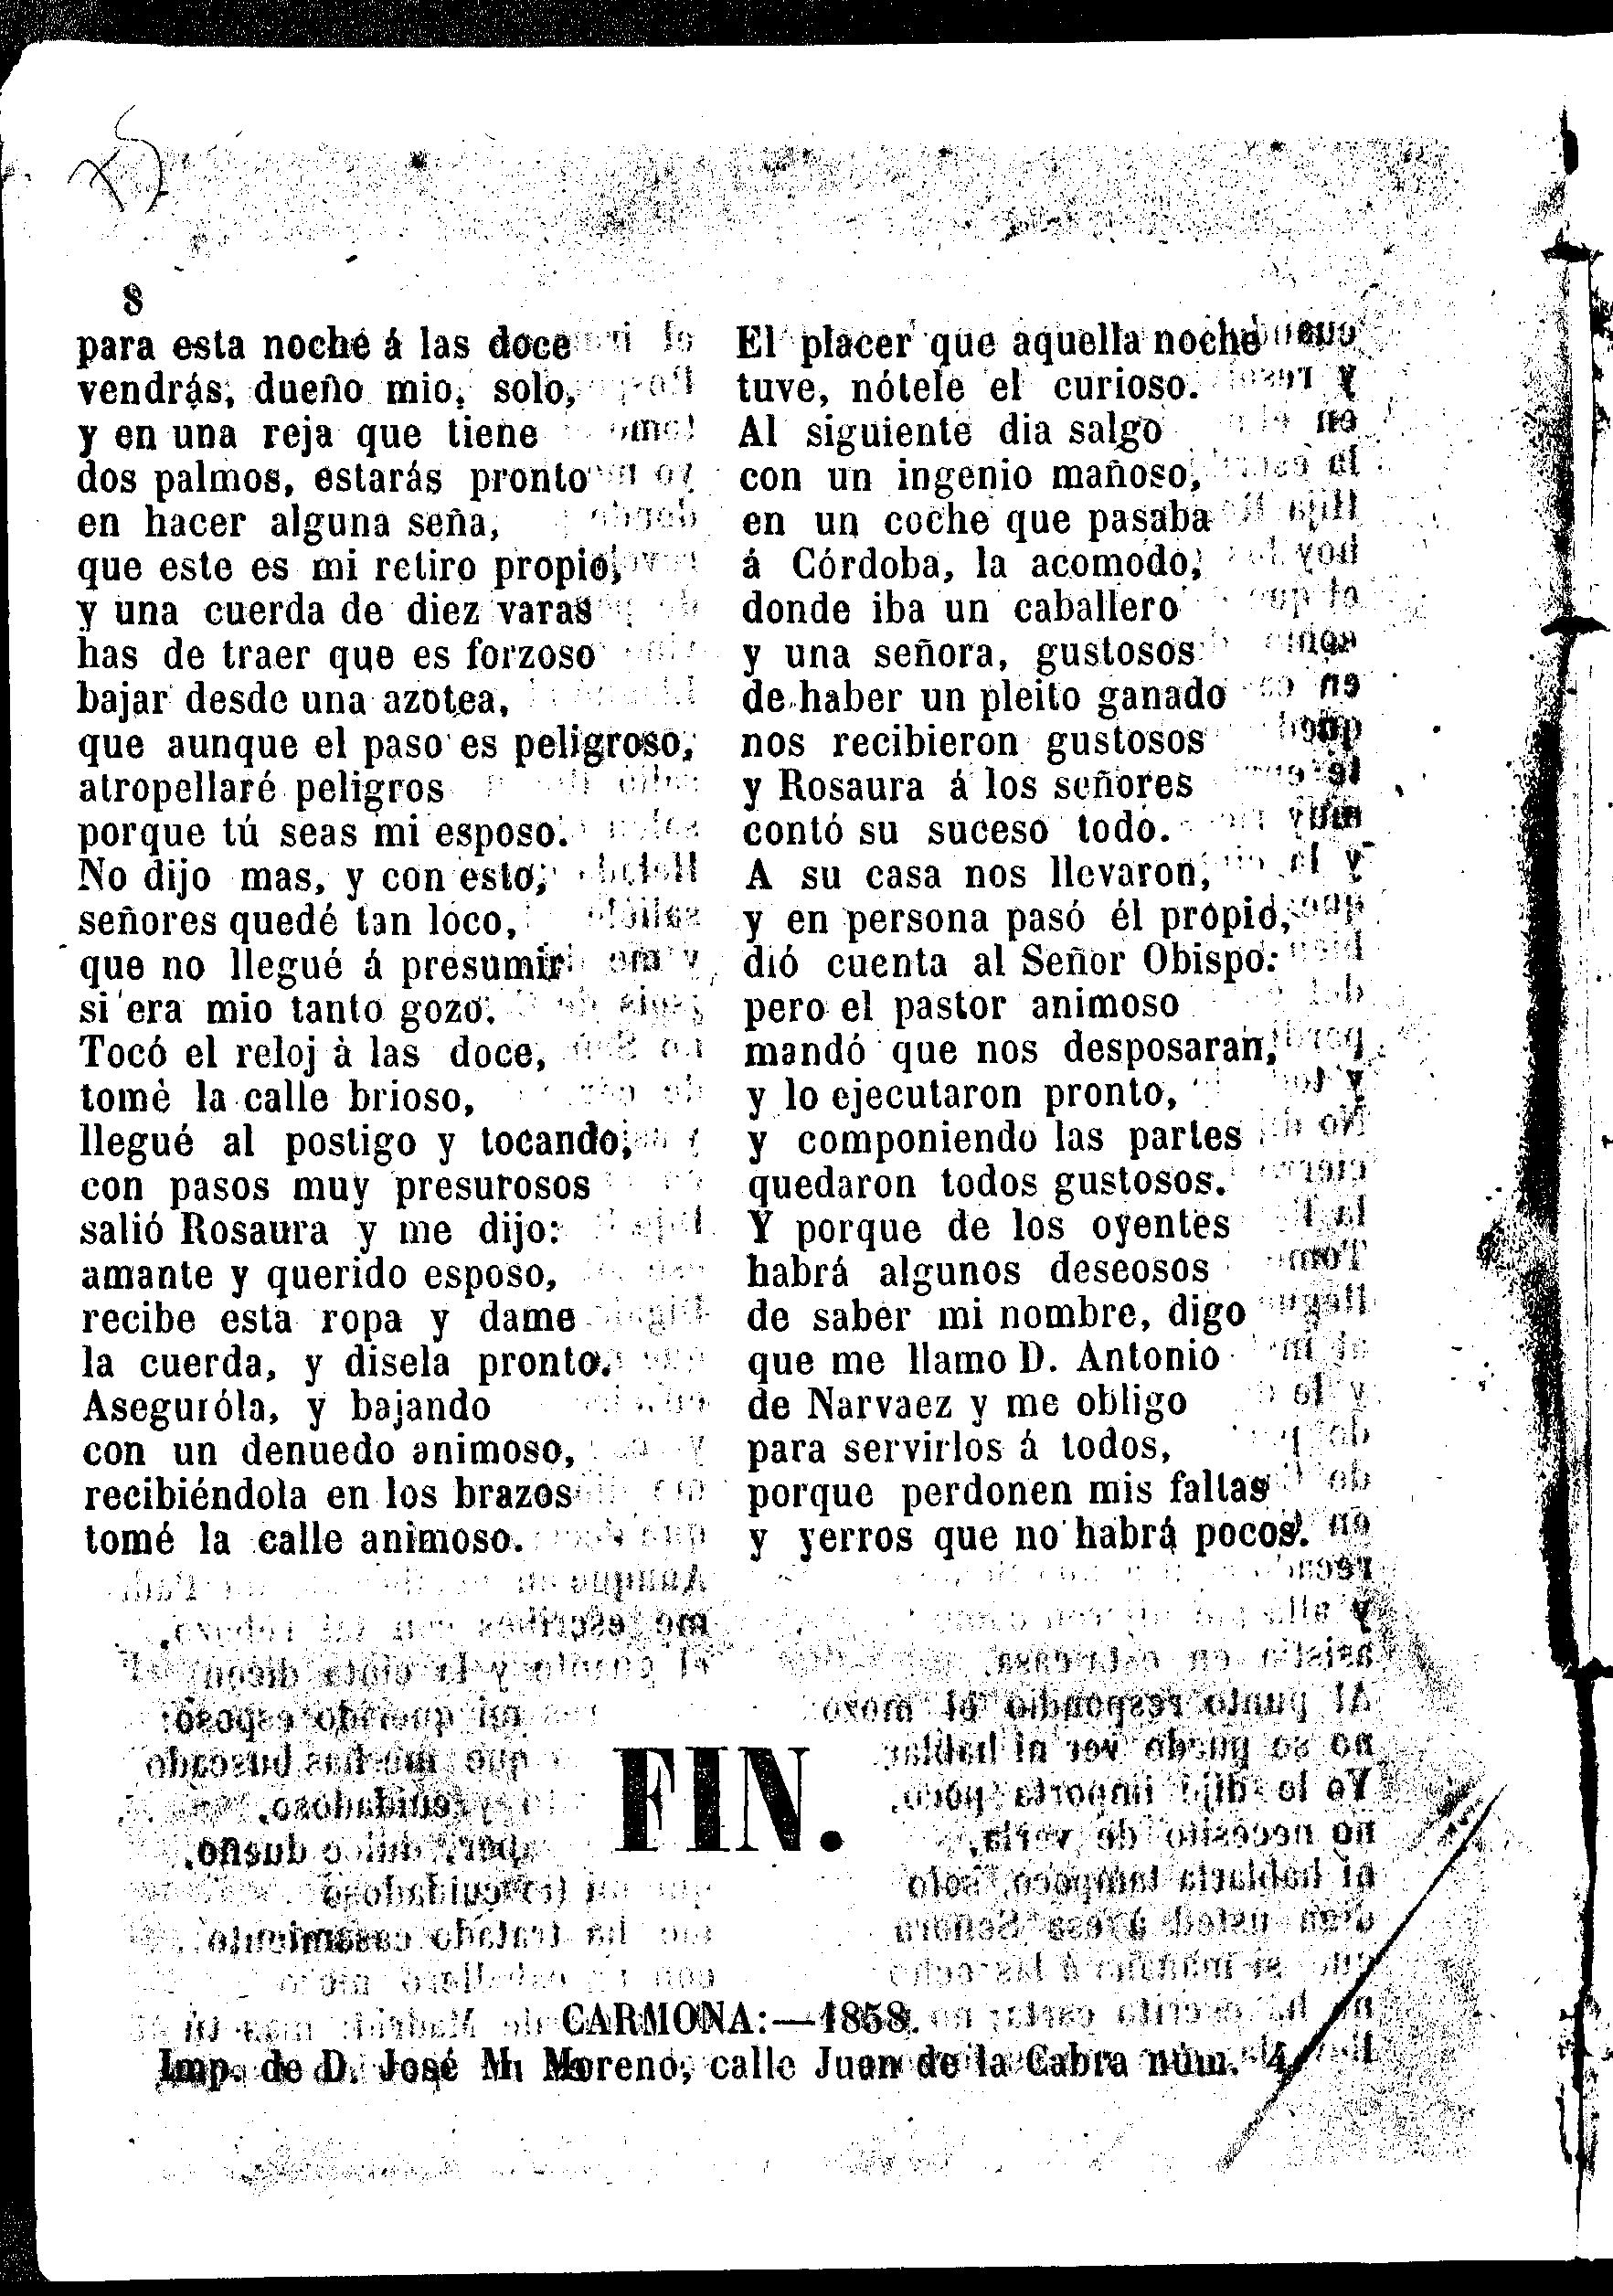 8
para esta noche á las doce
vendrás, dueño mio, solo,
y en una reja que tiene
dos palmos, estarás pronto
en hacer alguna seña,
que este es mi retiro propio,
y una cuerda de diez varas
has de traer que es forzoso
bajar desde una azotea,
que aunque el paso es peligroso,
atropellaré peligros
porque tú seas mi esposo.
No dijo mas, y con esto,
señores quedé tan loco,
que no llegué á presumir
si era mio tanto gozo.
Tocó el reloj à las doce,
tomè la calle brioso,
llegué al postigo y tocando,
con pasos muy presurosos
salió Rosaura y me dijo:
amante y querido esposo,
recibe esta ropa y dame
la cuerda, y disela pronto.
Aseguróla, y bajando
con un denuedo animoso,
recibiéndola en los brazos
tomé la calle animoso.
El placer que aquella noche
tuve, nótele el curioso.
Al siguiente dia salgo
con un ingenio mañoso,
en un coche que pasaba
á Córdoba, la acomodo,
donde iba un caballero
y una señora, gustosos
de haber un pleito ganado
nos recibieron gustosos
y Rosaura á los señores
contó su suceso todo.
A su casa nos llevaron,
y en persona pasó él propio,
dió cuenta al Señor Obispo:
pero el pastor animoso
mandó que nos desposaran,
y lo ejecutaron pronto,
y componiendo las partes
quedaron todos gustosos.
Y porque de los oyentes
habrá algunos deseosos
de saber mi nombre, digo
que me llamo D. Antonio
de Narvaez y me obligo
para servirlos á todos,
porque perdonen mis faltas
y yerros que no habrá pocos.
FIN.
CARMONA:—1858.
Imp. de D. José M. Moreno, calle Juan de la Cabra núm. 4